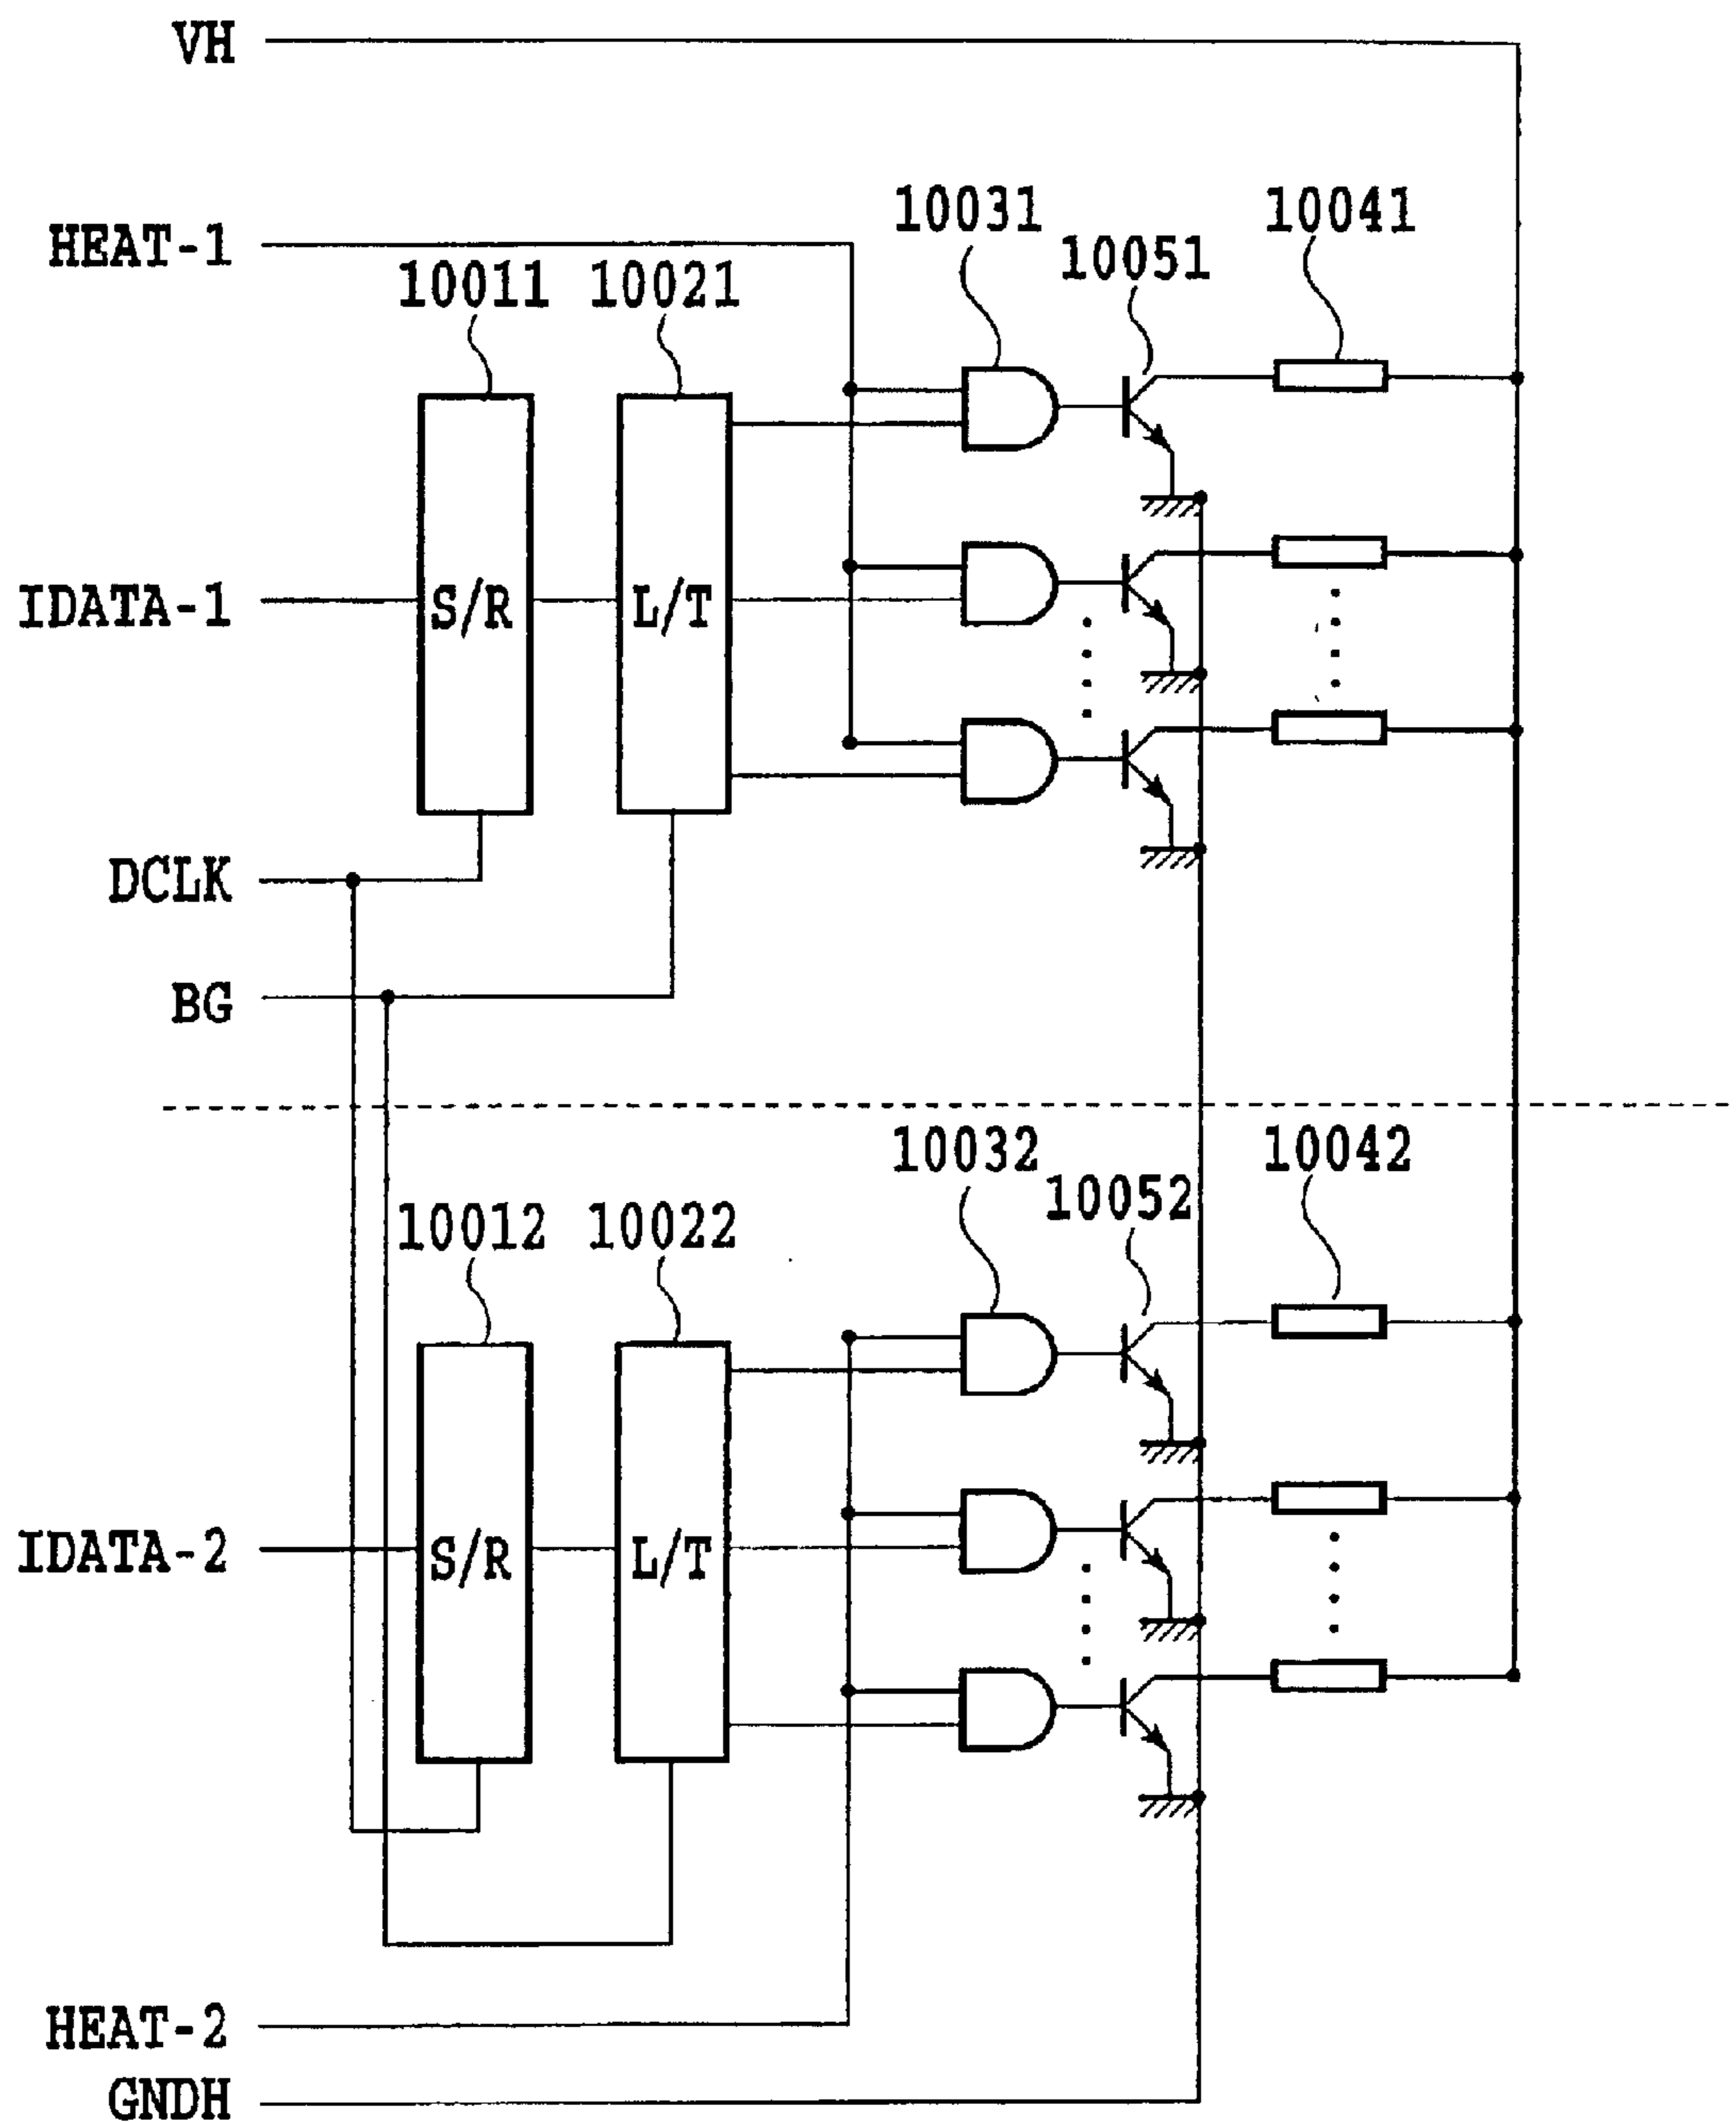 VH
HEAT-1
10011
10021
10031
10051
10041
IDATA-1
S/R
L/T
DCLK
BG
10012
10022
10032
10052
10042
IDATA-2
S/R
L/T
HEAT-2
GNDH